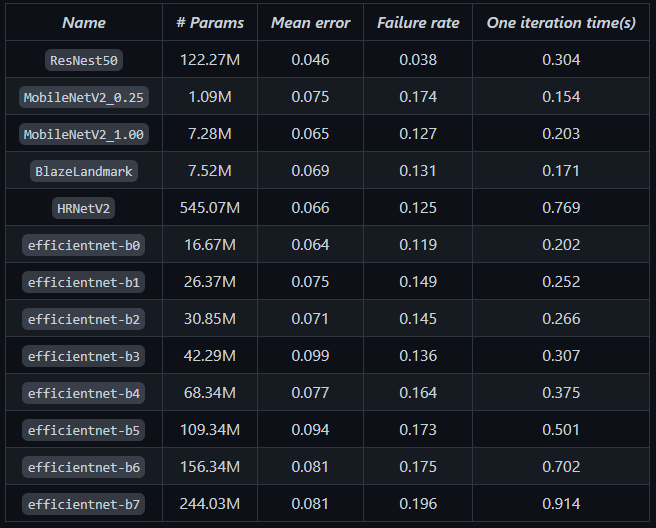 Name # Params Mean error Failure rate One iteration time(s)
ResNest50 122.27M 0.046 0.038 0.304
MobileNetV2_0.25 1.09M 0.075 0.174 0.154
MobileNetV2_1.00 7.28M 0.065 0.127 0.203
BlazeLandmark 7.52M 0.069 0.131 0.171
HRNetV2 545.07M 0.066 0.125 0.769
efficientnet-b0 16.67M 0.064 0.119 0.202
efficientnet-b1 26.37M 0.075 0.149 0.252
efficientnet-b2 30.85M 0.071 0.145 0.266
efficientnet-b3 42.29M 0.099 0.136 0.307
efficientnet-b4 68.34M 0.077 0.164 0.375
efficientnet-b5 109.34M 0.094 0.173 0.501
efficientnet-b6 156.34M 0.081 0.175 0.702
efficientnet-b7 244.03M 0.081 0.196 0.914